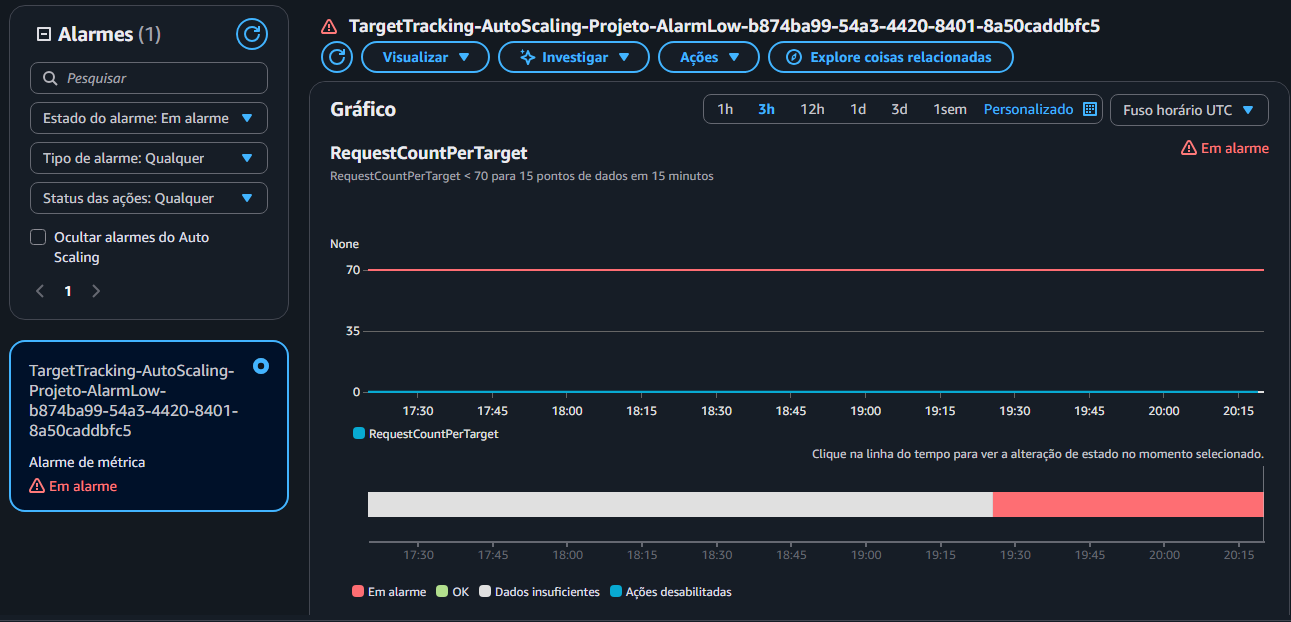 Alarmes (1)
Pesquisar
Estado do alarme: Em alarme
Tipo de alarme: Qualquer
Status das ações: Qualquer
Ocultar alarmes do Auto
Scaling
1
TargetTracking-AutoScaling-
Projeto-AlarmLow-
b874ba99-54a3-4420-8401-
8a50caddbfc5
Alarme de métrica
Em alarme
TargetTracking-AutoScaling-Projeto-AlarmLow-b874ba99-54a3-4420-8401-8a50caddbfc5
Visualizar Investigar Ações Explore coisas relacionadas
Gráfico
1h 3h 12h 1d 3d 1sem Personalizado Fuso horário UTC
RequestCountPerTarget Em alarme
RequestCountPerTarget < 70 para 15 pontos de dados em 15 minutos
None
70
35
0
17:30 17:45 18:00 18:15 18:30 18:45 19:00 19:15 19:30 19:45 20:00 20:15
RequestCountPerTarget
Clique na linha do tempo para ver a alteração de estado no momento selecionado.
17:30 17:45 18:00 18:15 18:30 18:45 19:00 19:15 19:30 19:45 20:00 20:15
Em alarme OK Dados insuficientes Ações desabilitadas